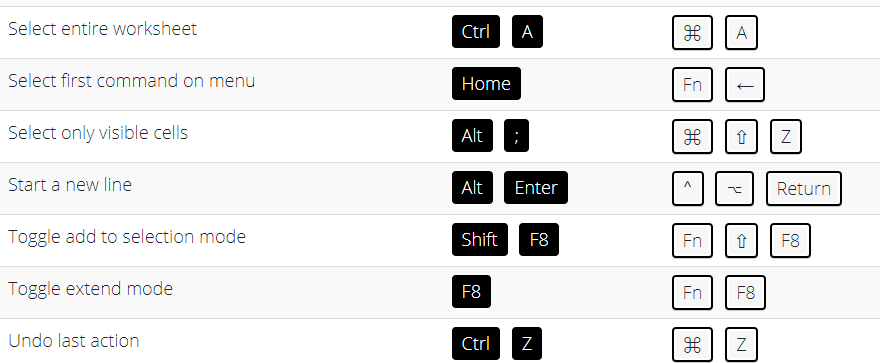 Select entire worksheet Ctrl A ⌘ A
Select first command on menu Home Fn ←
Select only visible cells Alt ; ⌘ ⇧ Z
Start a new line Alt Enter ^ ⌥ Return
Toggle add to selection mode Shift F8 Fn ⇧ F8
Toggle extend mode F8 Fn F8
Undo last action Ctrl Z ⌘ Z